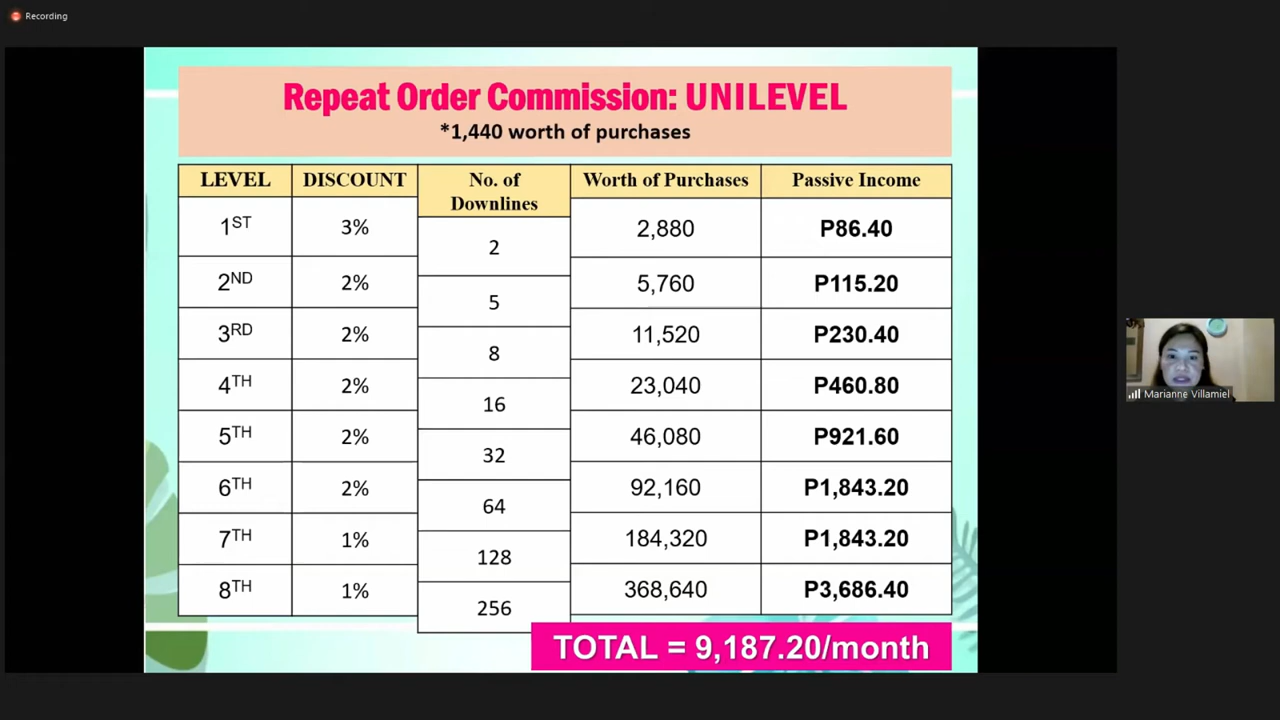 Recording
Repeat Order Commission: UNILEVEL
*1,440 worth of purchases
LEVEL DISCOUNT No. of Downlines Worth of Purchases Passive Income
1ST 3% 2 2,880 P86.40
2ND 2% 5 5,760 P115.20
3RD 2% 8 11,520 P230.40
4TH 2% 16 23,040 P460.80
5TH 2% 32 46,080 P921.60
6TH 2% 64 92,160 P1,843.20
7TH 1% 128 184,320 P1,843.20
8TH 1% 256 368,640 P3,686.40
TOTAL = 9,187.20/month
Marianne Villamiel